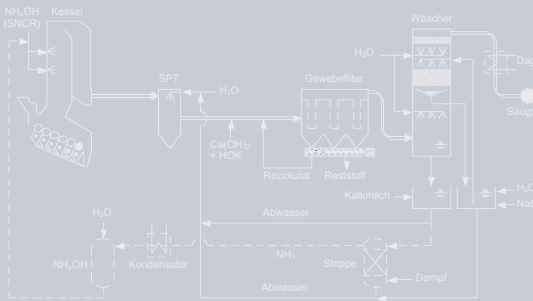 NH₄OH
(SNCR)
Kessel
Wäscher
H₂O
SPT
H₂O
Gewebefilter
Ca(OH)₂
+ HOK
Rezirkulat
Reststoff
Kalkmilch
H₂O
Abwasser
H₂O
NH₄OH
Kondensator
NH₃
Strippe
Dampf
Abwasser